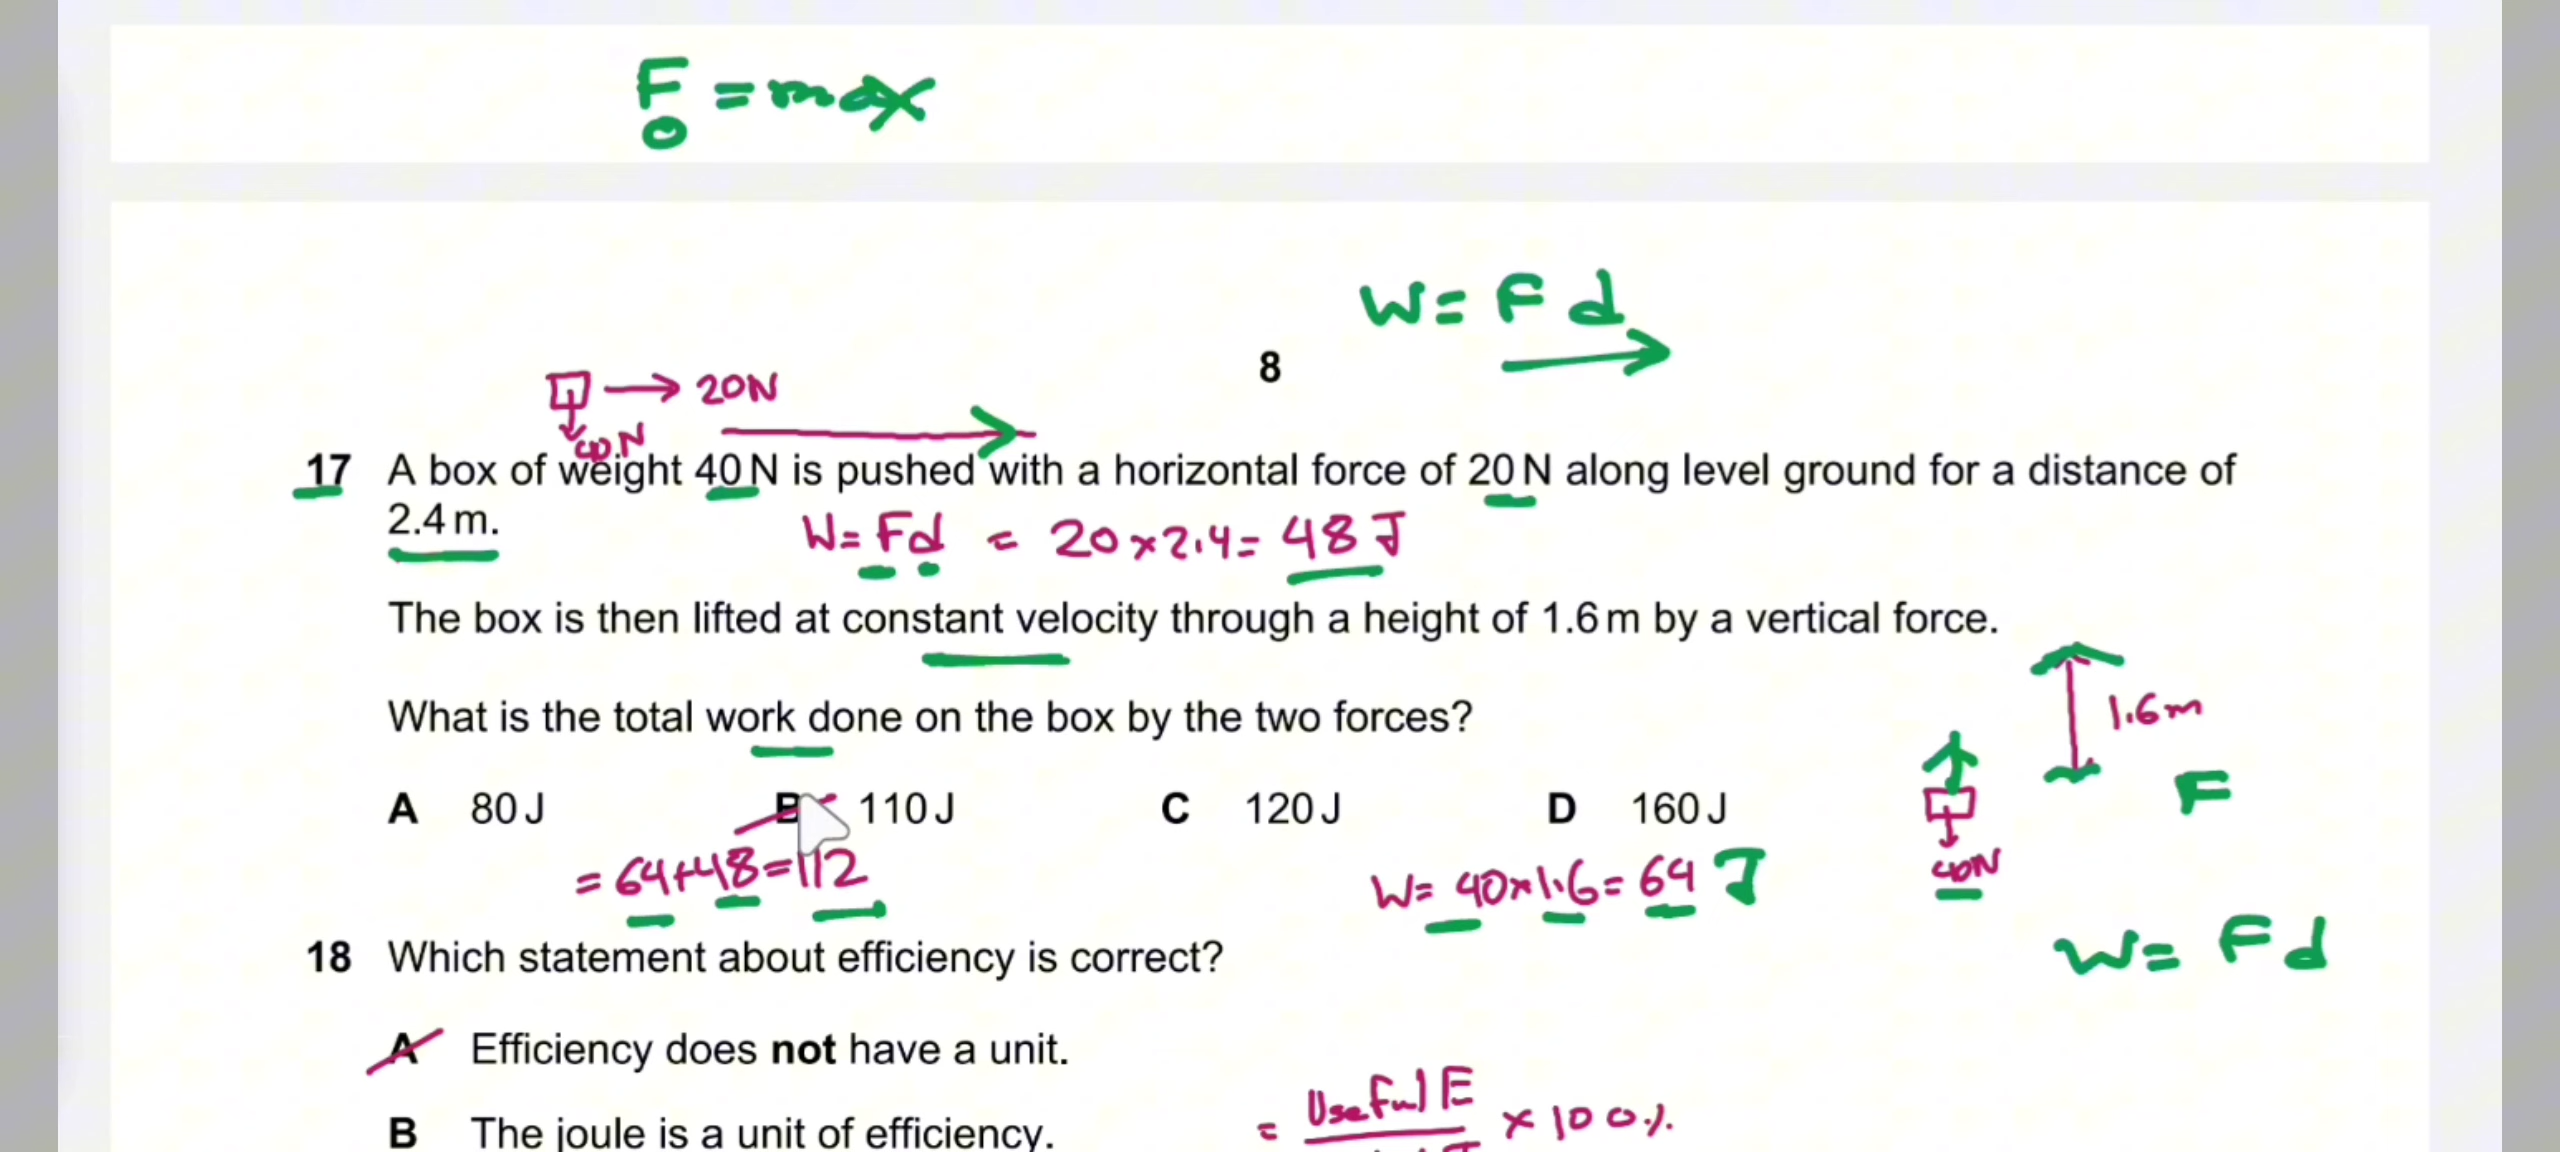 F = ma
0
W = Fd
8
20N
40N
17 A box of weight 40 N is pushed with a horizontal force of 20 N along level ground for a distance of
2.4 m.
W = Fd = 20 × 2.4 = 48 J
The box is then lifted at constant velocity through a height of 1.6 m by a vertical force.
What is the total work done on the box by the two forces?
1.6m
F
A 80 J B 110 J C 120 J D 160 J
= 64+48=112
W= 40×1.6= 64 J
40N
W= Fd
18 Which statement about efficiency is correct?
A Efficiency does not have a unit.
= Useful E × 100%
B The joule is a unit of efficiency.